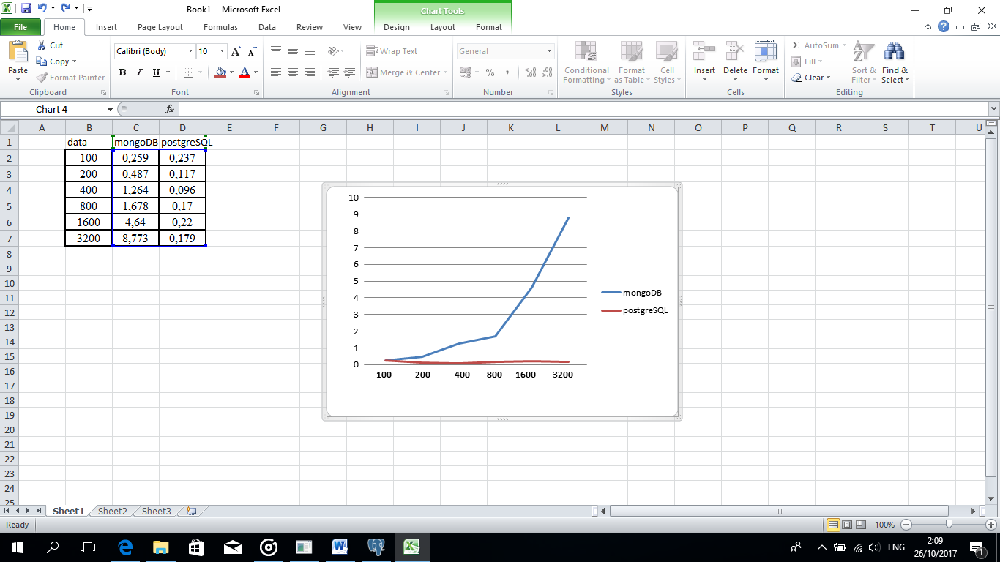 Book1 - Microsoft Excel
Chart Tools
File Home Insert Page Layout Formulas Data Review View Design Layout Format
Paste
Cut
Copy
Format Painter
Clipboard
Calibri (Body) 10
B I U
Font
Wrap Text
Merge & Center
Alignment
General
%
Number
Conditional Formatting
Format as Table
Cell Styles
Styles
Insert Delete Format
Cells
AutoSum
Fill
Clear
Sort & Filter
Find & Select
Editing
Chart 4 fx
A B C D E F G H I J K L M N O P Q R S T U
1 data mongoDB postgreSQL
2 100 0,259 0,237
3 200 0,487 0,117
4 400 1,264 0,096
5 800 1,678 0,17
6 1600 4,64 0,22
7 3200 8,773 0,179
8
9
10
11
12
13
14
15
16
17
18
19
20
21
22
23
24
25
10
9
8
7
6
5
4
3
2
1
0
100 200 400 800 1600 3200
mongoDB
postgreSQL
Sheet1 Sheet2 Sheet3
Ready 100%
ENG 2:09
26/10/2017
1